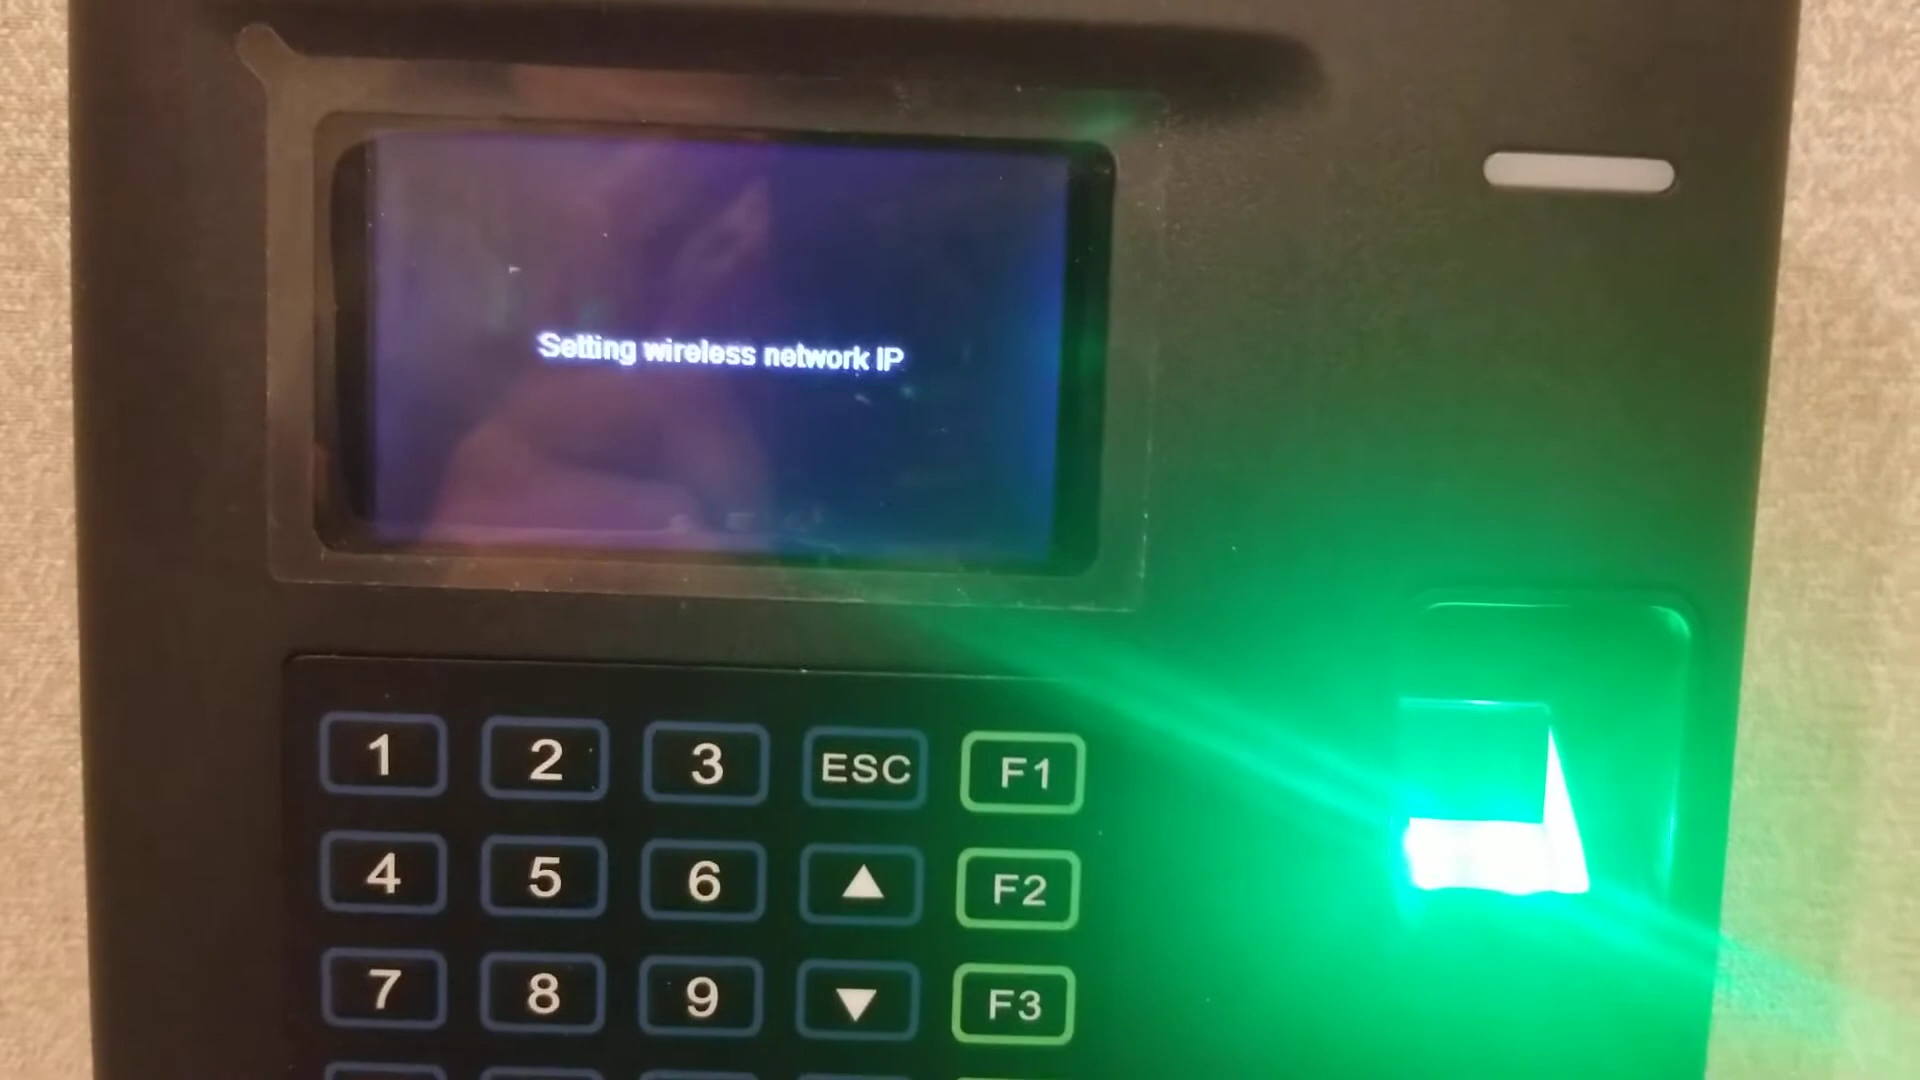 Setting wireless network IP
1 2 3 ESC F1
4 5 6 ▲ F2
7 8 9 ▼ F3